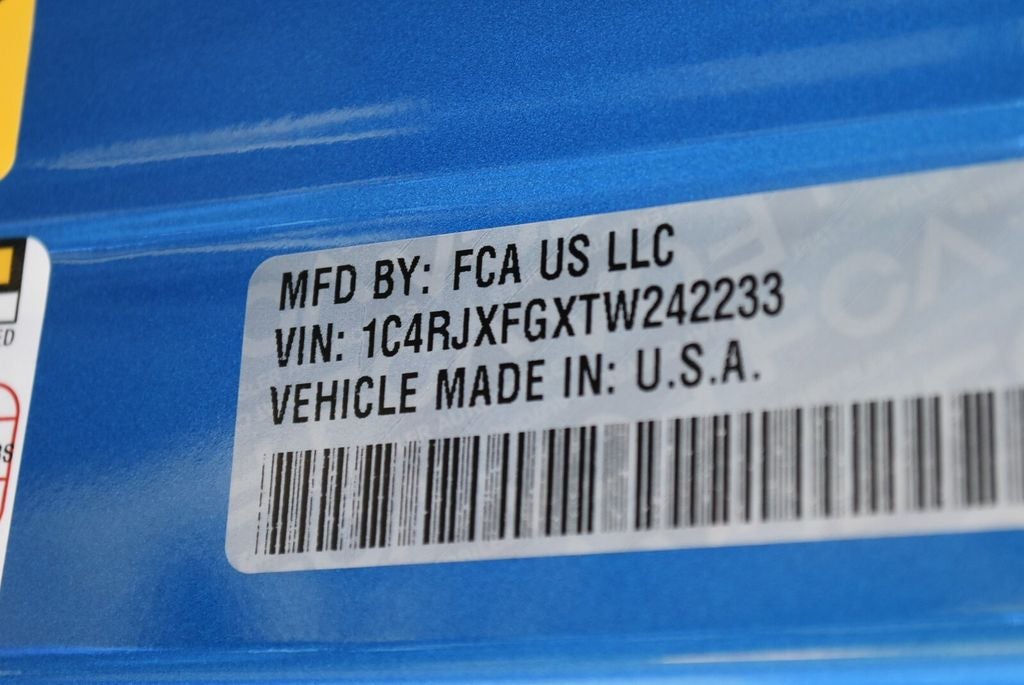 MFD BY: FCA US LLC
VIN: 1C4RJXFGXTW242233
VEHICLE MADE IN: U.S.A.